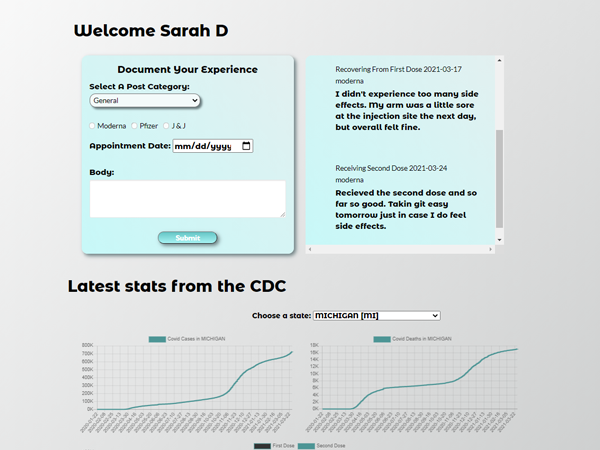 Welcome Sarah D
Document Your Experience
Select A Post Category:
General
Moderna Pfizer J & J
Appointment Date: mm/dd/yyyy
Body:
Submit
Recovering From First Dose 2021-03-17
moderna
I didn't experience too many side
effects. My arm was a little sore
at the injection site the next day,
but overall felt fine.
Receiving Second Dose 2021-03-24
moderna
Recieved the second dose and so
far so good. Takin git easy
tomorrow just in case I do feel
side effects.
Latest stats from the CDC
Choose a state: MICHIGAN [MI]
Covid Cases in MICHIGAN
800K
700K
600K
500K
400K
300K
200K
100K
0K
Covid Deaths in MICHIGAN
18K
16K
14K
12K
10K
8K
6K
4K
2K
0K
First Dose Second Dose